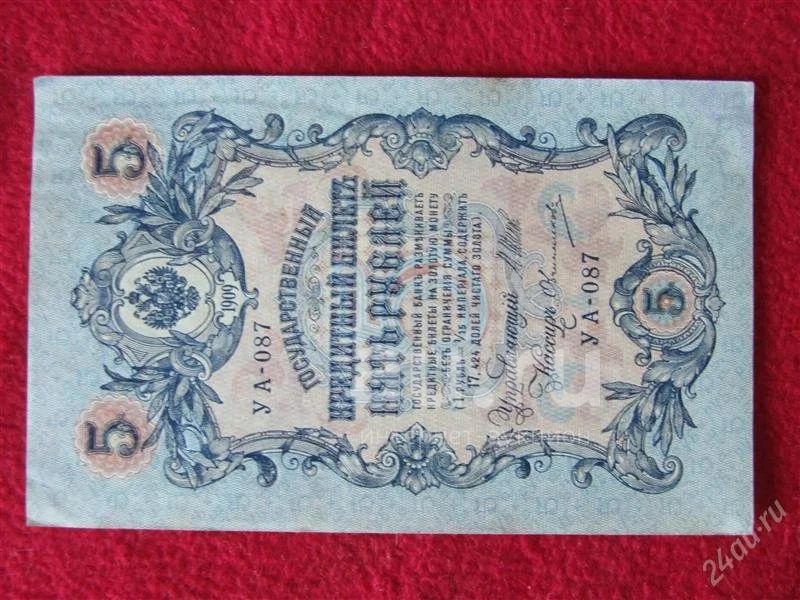 5 5
1909
УА-087
ГОСУДАРСТВЕННЫЙ
КРЕДИТНЫЙ БИЛЕТЪ
ПЯТЬ РУБЛЕЙ
ГОСУДАРСТВЕННЫЙ БАНКЪ РАЗМѢНИВАЕТЪ
КРЕДИТНЫЕ БИЛЕТЫ НА ЗОЛОТУЮ МОНЕТУ
БЕЗЪ ОГРАНИЧЕНІЯ СУММЫ
(1 РУБЛЬ = 1/15 ИМПЕРІАЛА, СОДЕРЖИТЪ
17,424 ДОЛЕЙ ЧИСТАГО ЗОЛОТА).
Управляющій
Кассиръ
УА-087
5
24au.ru